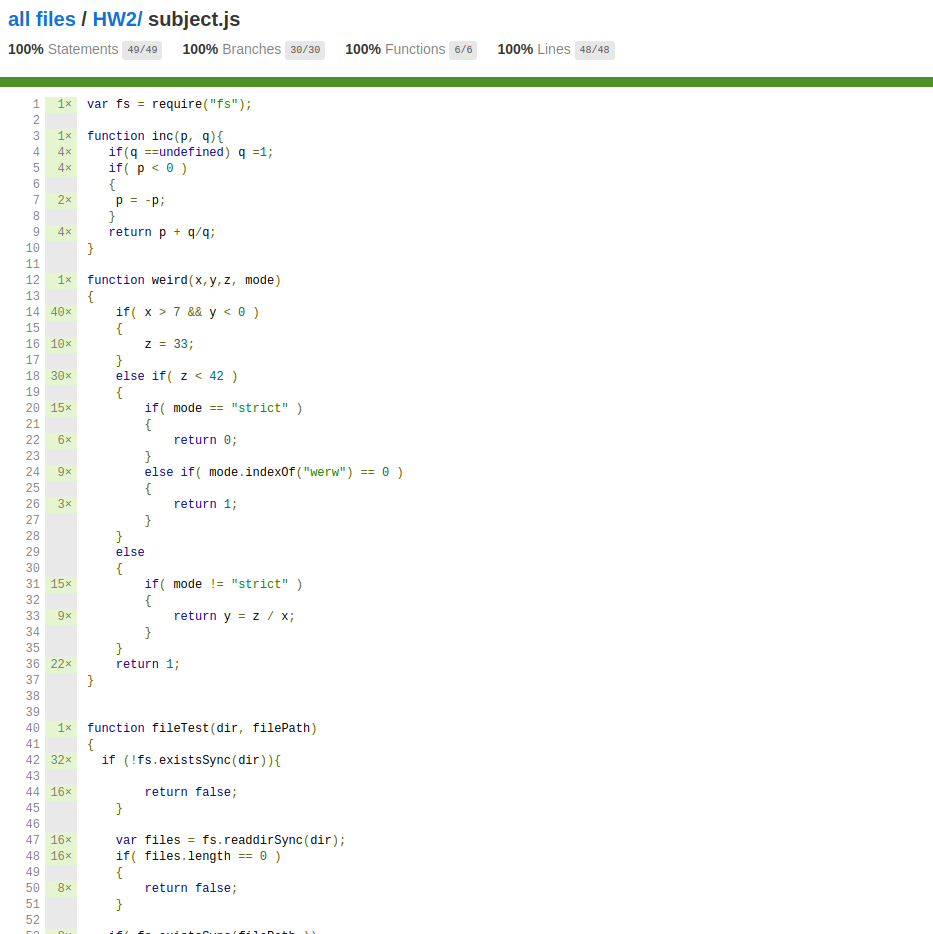 all files / HW2/ subject.js
100% Statements 49/49 100% Branches 30/30 100% Functions 6/6 100% Lines 48/48
1 1× var fs = require("fs");
2
3 1× function inc(p, q){
4 4× if(q ==undefined) q =1;
5 4× if( p < 0 )
6 {
7 2× p = -p;
8 }
9 4× return p + q/q;
10 }
11
12 1× function weird(x,y,z, mode)
13 {
14 40× if( x > 7 && y < 0 )
15 {
16 10× z = 33;
17 }
18 30× else if( z < 42 )
19 {
20 15× if( mode == "strict" )
21 {
22 6× return 0;
23 }
24 9× else if( mode.indexOf("werw") == 0 )
25 {
26 3× return 1;
27 }
28 }
29 else
30 {
31 15× if( mode != "strict" )
32 {
33 9× return y = z / x;
34 }
35 }
36 22× return 1;
37 }
38
39
40 1× function fileTest(dir, filePath)
41 {
42 32× if (!fs.existsSync(dir)){
43
44 16× return false;
45 }
46
47 16× var files = fs.readdirSync(dir);
48 16× if( files.length == 0 )
49 {
50 8× return false;
51 }
52